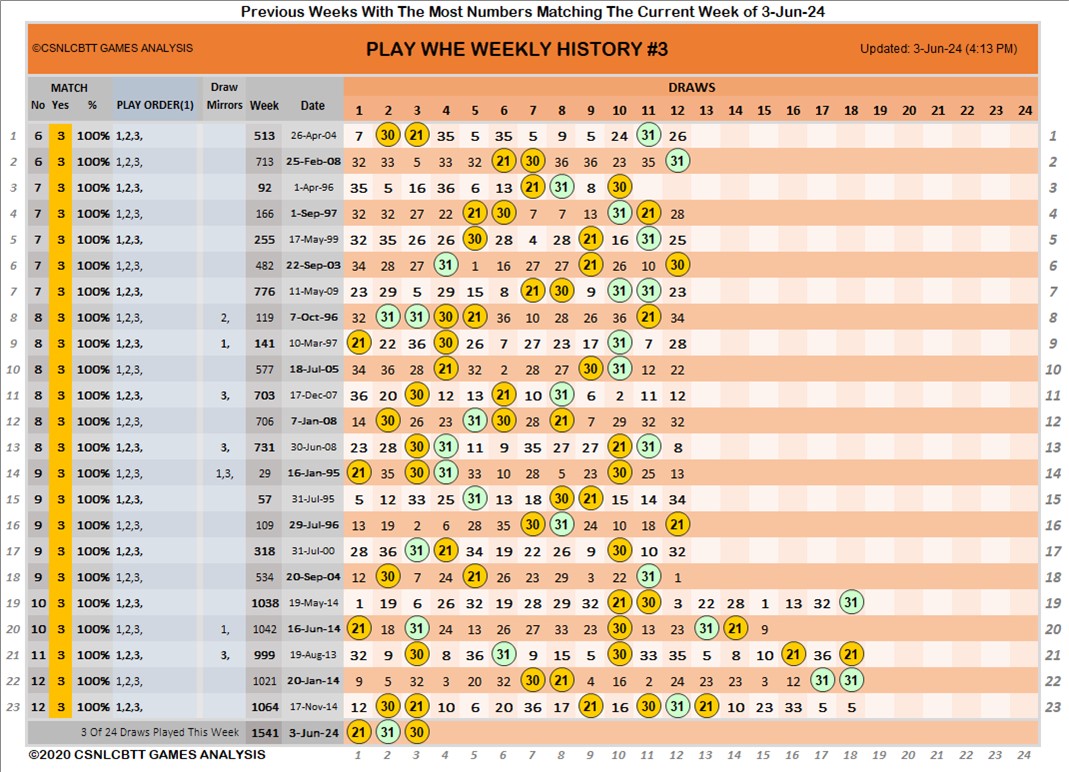 Previous Weeks With The Most Numbers Matching The Current Week of 3-Jun-24
©CSNLCBTT GAMES ANALYSIS PLAY WHE WEEKLY HISTORY #3 Updated: 3-Jun-24 (4:13 PM)
MATCH Draw DRAWS
No Yes % PLAY ORDER(1) Mirrors Week Date 1 2 3 4 5 6 7 8 9 10 11 12 13 14 15 16 17 18 19 20 21 22 23 24
1 6 3 100% 1,2,3, 513 26-Apr-04 7 30 21 35 5 35 5 9 5 24 31 26 1
2 6 3 100% 1,2,3, 713 25-Feb-08 32 33 5 33 32 21 30 36 36 23 35 31 2
3 7 3 100% 1,2,3, 92 1-Apr-96 35 5 16 36 6 13 21 31 8 30 3
4 7 3 100% 1,2,3, 166 1-Sep-97 32 32 27 22 21 30 7 7 13 31 21 28 4
5 7 3 100% 1,2,3, 255 17-May-99 32 35 26 26 30 28 4 28 21 16 31 25 5
6 7 3 100% 1,2,3, 482 22-Sep-03 34 28 27 31 1 16 27 27 21 26 10 30 6
7 7 3 100% 1,2,3, 776 11-May-09 23 29 5 29 15 8 21 30 9 31 31 23 7
8 8 3 100% 1,2,3, 2, 119 7-Oct-96 32 31 31 30 21 36 10 28 26 36 21 34 8
9 8 3 100% 1,2,3, 1, 141 10-Mar-97 21 22 36 30 26 7 27 23 17 31 7 28 9
10 8 3 100% 1,2,3, 577 18-Jul-05 34 36 28 21 32 2 28 27 30 31 12 22 10
11 8 3 100% 1,2,3, 3, 703 17-Dec-07 36 20 30 12 13 21 10 31 6 2 11 12 11
12 8 3 100% 1,2,3, 706 7-Jan-08 14 30 26 23 31 30 28 21 7 29 32 32 12
13 8 3 100% 1,2,3, 3, 731 30-Jun-08 23 28 30 31 11 9 35 27 27 21 31 8 13
14 9 3 100% 1,2,3, 1,3, 29 16-Jan-95 21 35 30 31 33 10 28 5 23 30 25 13 14
15 9 3 100% 1,2,3, 57 31-Jul-95 5 12 33 25 31 13 18 30 21 15 14 34 15
16 9 3 100% 1,2,3, 109 29-Jul-96 13 19 2 6 28 35 30 31 24 10 18 21 16
17 9 3 100% 1,2,3, 318 31-Jul-00 28 36 31 21 34 19 22 26 9 30 10 32 17
18 9 3 100% 1,2,3, 534 20-Sep-04 12 30 7 24 21 26 23 29 3 22 31 1 18
19 10 3 100% 1,2,3, 1038 19-May-14 1 19 6 26 32 19 28 29 32 21 30 3 22 28 1 13 32 31 19
20 10 3 100% 1,2,3, 1, 1042 16-Jun-14 21 18 31 24 13 26 27 33 23 30 13 23 31 21 9 20
21 11 3 100% 1,2,3, 3, 999 19-Aug-13 32 9 30 8 36 31 9 15 5 30 33 35 5 8 10 21 36 21 21
22 12 3 100% 1,2,3, 1021 20-Jan-14 9 5 32 3 20 32 30 21 4 16 2 24 23 23 3 12 31 31 22
23 12 3 100% 1,2,3, 1064 17-Nov-14 12 30 21 10 6 20 36 17 21 16 30 31 21 10 23 33 5 5 23
3 Of 24 Draws Played This Week 1541 3-Jun-24 21 31 30
©2020 CSNLCBTT GAMES ANALYSIS 1 2 3 4 5 6 7 8 9 10 11 12 13 14 15 16 17 18 19 20 21 22 23 24